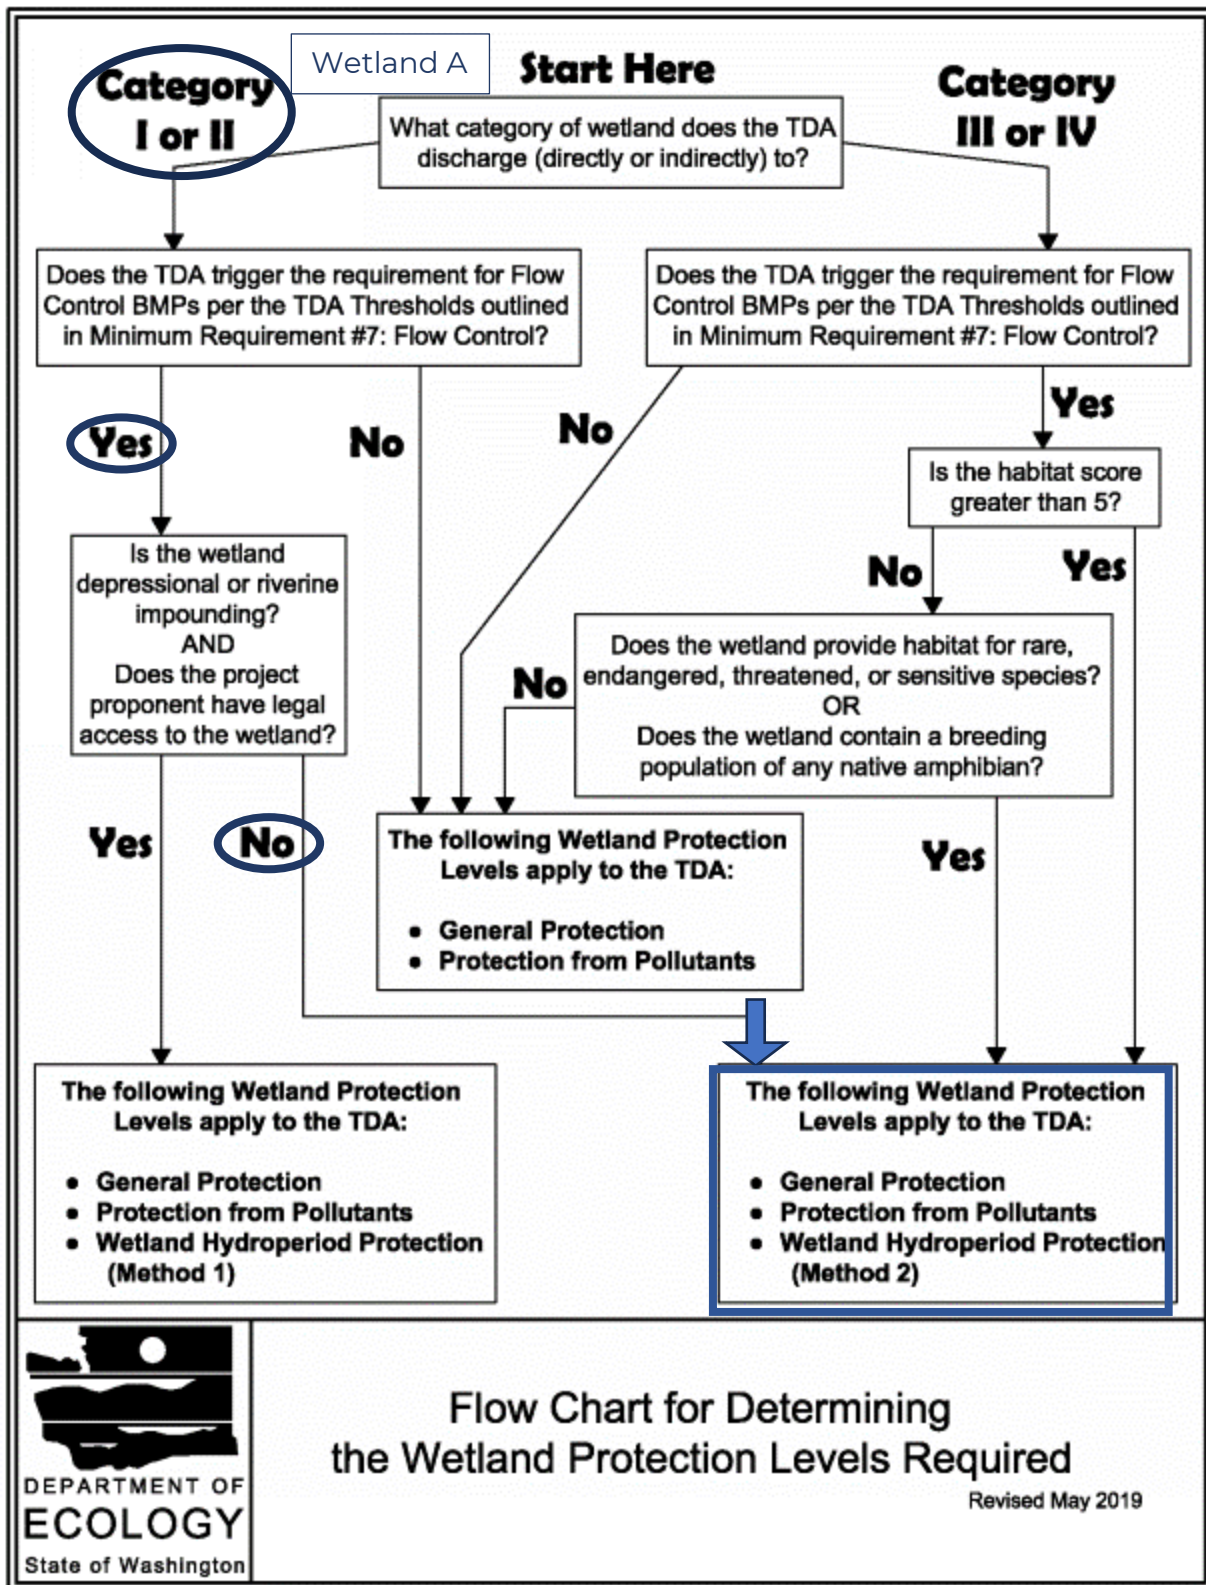 Category
I or II
Wetland A
Start Here
Category
III or IV
What category of wetland does the TDA
discharge (directly or indirectly) to?
Does the TDA trigger the requirement for Flow
Control BMPs per the TDA Thresholds outlined
in Minimum Requirement #7: Flow Control?
Does the TDA trigger the requirement for Flow
Control BMPs per the TDA Thresholds outlined
in Minimum Requirement #7: Flow Control?
Yes
No
No
Yes
Is the habitat score
greater than 5?
Is the wetland
depressional or riverine
impounding?
AND
Does the project
proponent have legal
access to the wetland?
No
Yes
Does the wetland provide habitat for rare,
endangered, threatened, or sensitive species?
OR
Does the wetland contain a breeding
population of any native amphibian?
No
Yes
No
The following Wetland Protection
Levels apply to the TDA:
• General Protection
• Protection from Pollutants
Yes
The following Wetland Protection
Levels apply to the TDA:
• General Protection
• Protection from Pollutants
• Wetland Hydroperiod Protection
(Method 1)
The following Wetland Protection
Levels apply to the TDA:
• General Protection
• Protection from Pollutants
• Wetland Hydroperiod Protection
(Method 2)
DEPARTMENT OF
ECOLOGY
State of Washington
Flow Chart for Determining
the Wetland Protection Levels Required
Revised May 2019